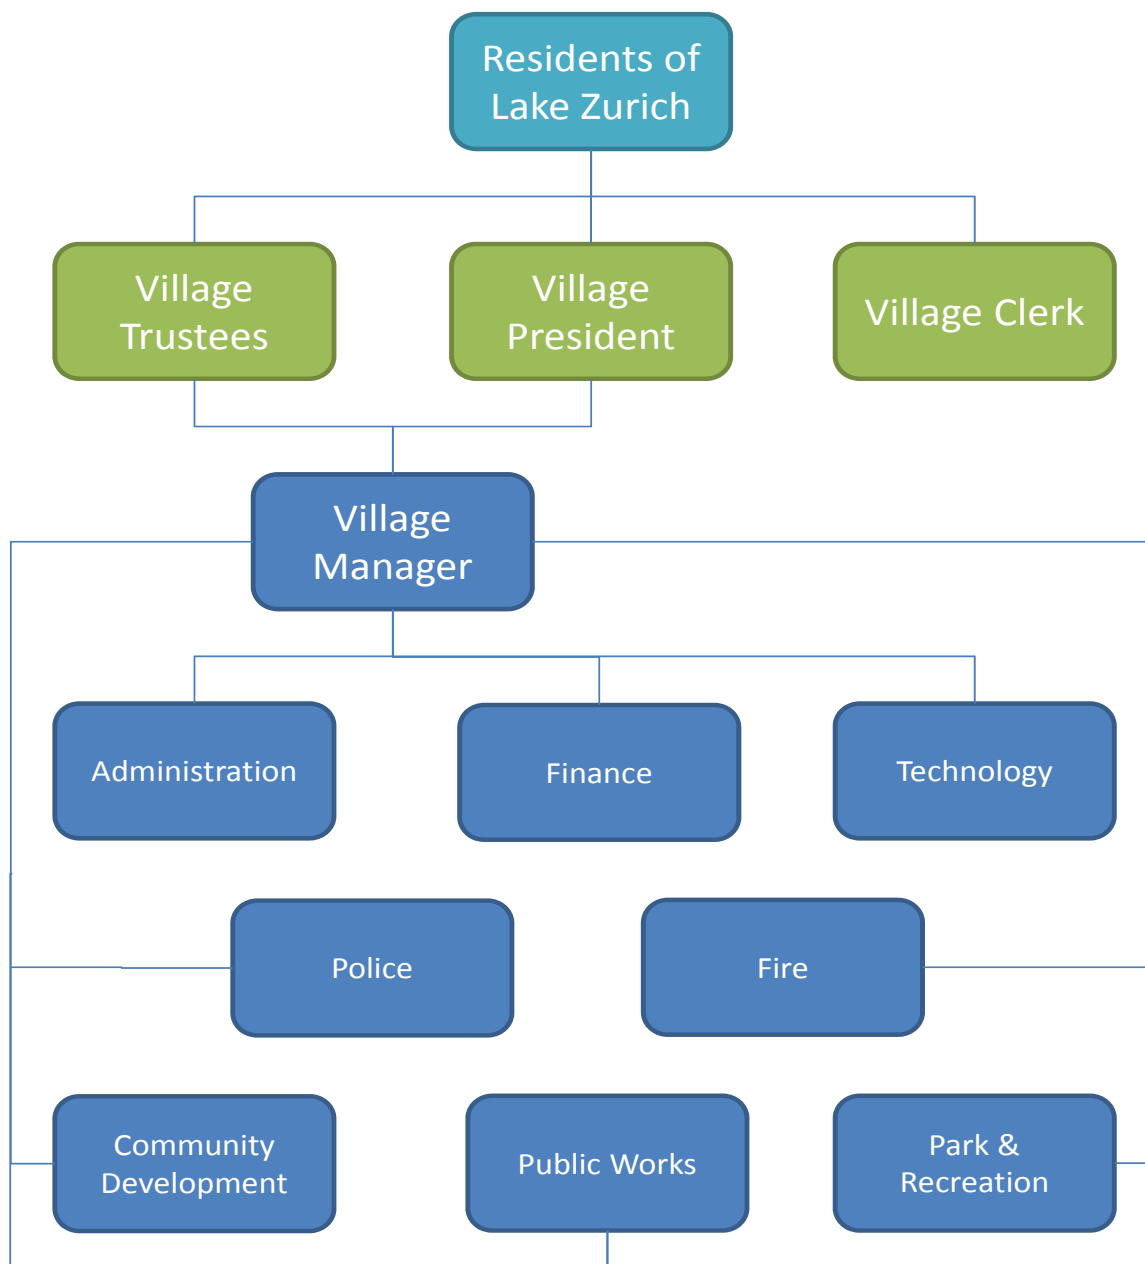 Residents of
Lake Zurich
Village
Trustees
Village
President
Village Clerk
Village
Manager
Administration
Finance
Technology
Police
Fire
Community
Development
Public Works
Park &
Recreation